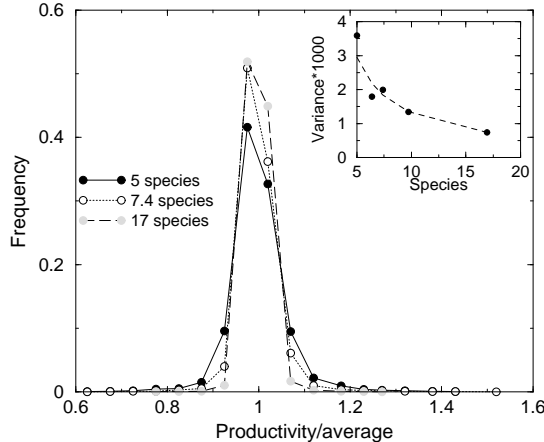 0.6
0.4
0.2
0
Frequency
0.6
0.8
1
1.2
1.4
1.6
Productivity/average
5 species
7.4 species
17 species
4
3
2
1
0
Variance*1000
5
10
15
20
Species